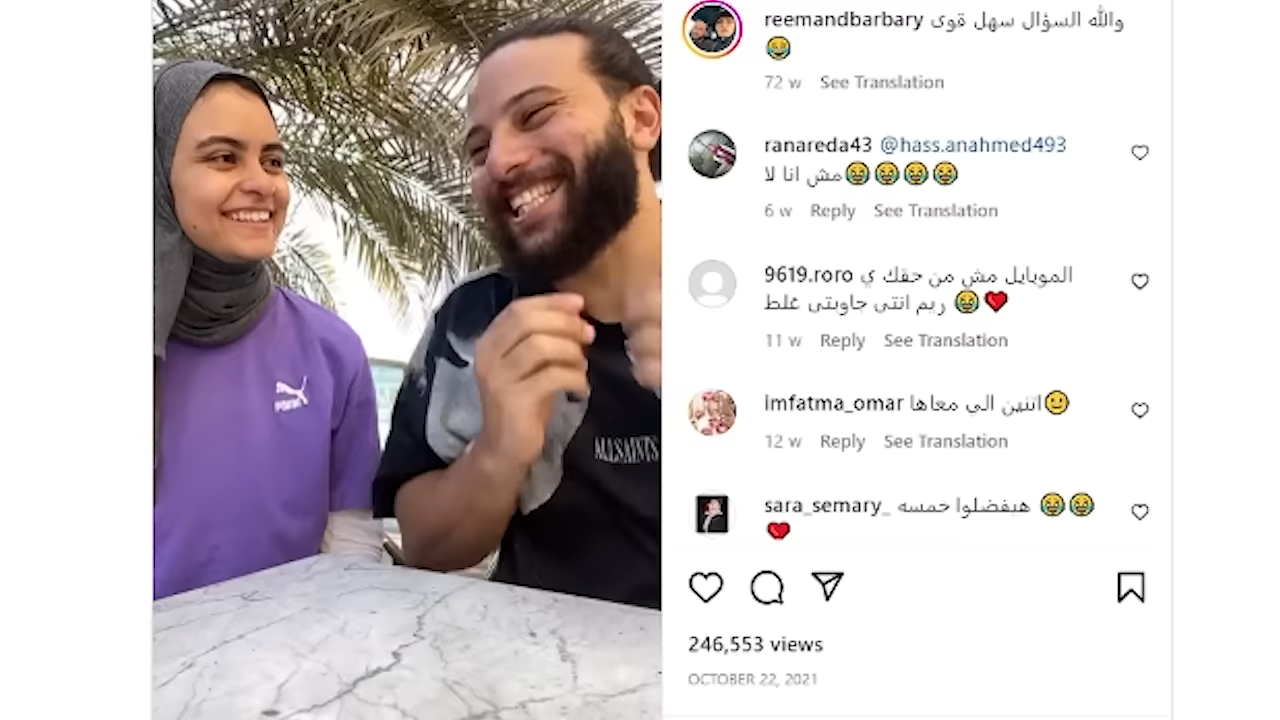 reemandbarbary والله السؤال سهل قوى
😂
72 w See Translation
ranareda43 @hass.anahmed493
مش انا لا😂😂😂😂
6 w Reply See Translation
9619.roro الموبايل مش من حقك ي
ريم انتى جاوبتى غلط 😂❤️
11 w Reply See Translation
imfatma_omar اتنين الى معاها🙂
12 w Reply See Translation
sara_semary_ هيفضلوا خمسه 😂😂
❤️
246,553 views
OCTOBER 22, 2021
PUMA
ALLSAINTS